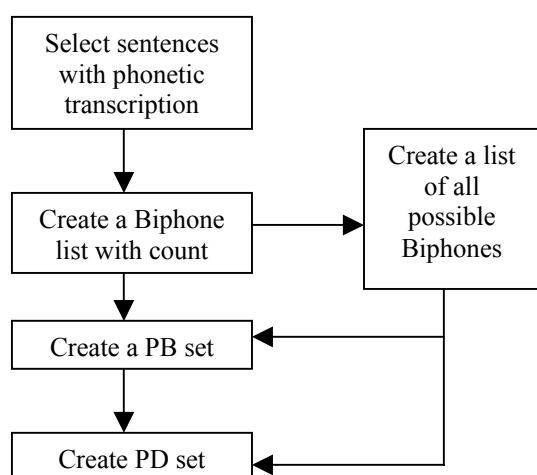 Select sentences
with phonetic
transcription
Create a Biphone
list with count
Create a list
of all
possible
Biphones
Create a PB set
Create PD set